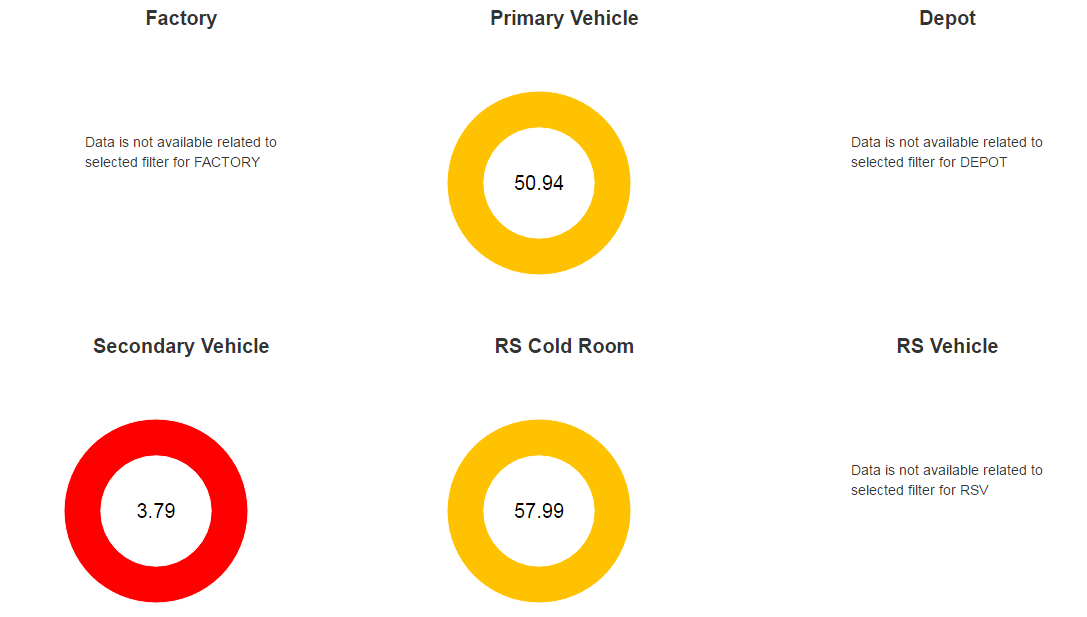 Factory
Primary Vehicle
Depot
Data is not available related to
selected filter for FACTORY
50.94
Data is not available related to
selected filter for DEPOT
Secondary Vehicle
RS Cold Room
RS Vehicle
3.79
57.99
Data is not available related to
selected filter for RSV